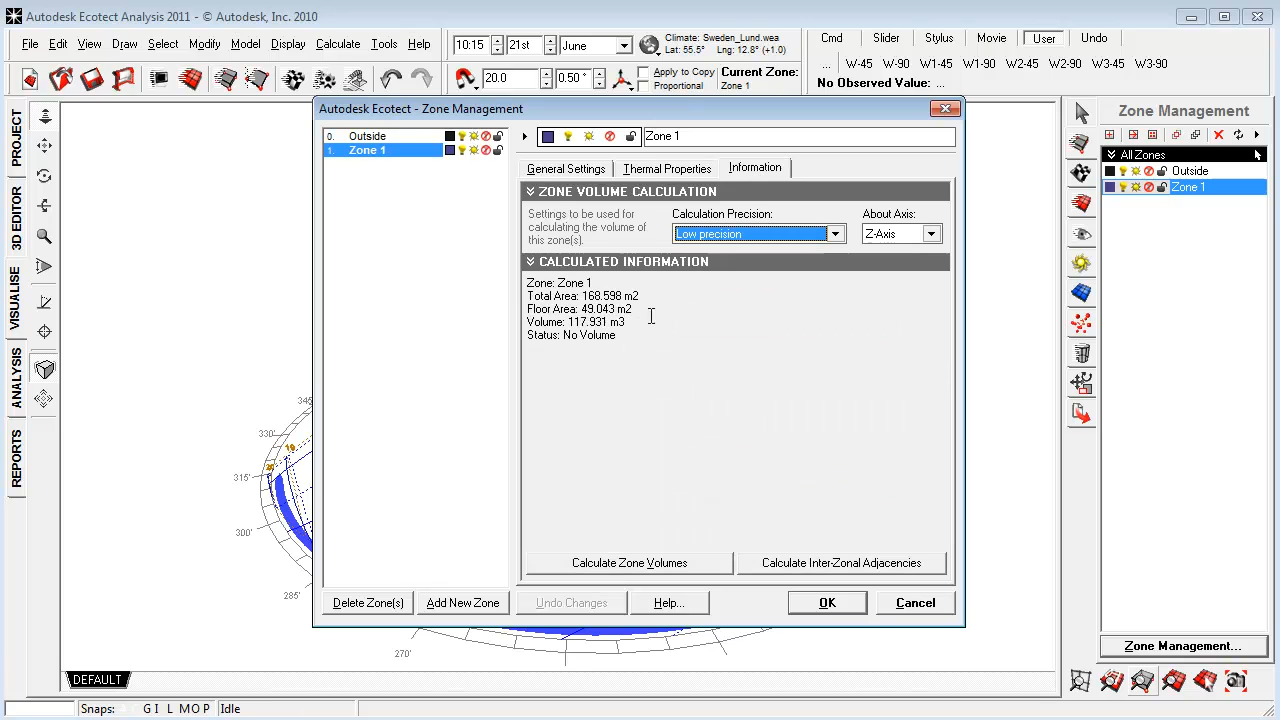 Autodesk Ecotect Analysis 2011 - © Autodesk, Inc. 2010
File Edit View Draw Select Modify Model Display Calculate Tools Help
10:15 21st June
Climate: Sweden_Lund.wea
Lat: 55.5° Lng: 12.8° (+1.0)
Cmd Slider Stylus Movie User Undo
... W-45 W-90 W1-45 W1-90 W2-45 W2-90 W3-45 W3-90
20.0 0.50°
Apply to Copy
Proportional
Current Zone:
Zone 1
No Observed Value: ...
PROJECT
3D EDITOR
VISUALISE
ANALYSIS
REPORTS
Autodesk Ecotect - Zone Management
0. Outside
1. Zone 1
Zone 1
General Settings Thermal Properties Information
ZONE VOLUME CALCULATION
Settings to be used for
calculating the volume of
this zone(s).
Calculation Precision:
Low precision
About Axis:
Z-Axis
CALCULATED INFORMATION
Zone: Zone 1
Total Area: 168.598 m2
Floor Area: 49.043 m2
Volume: 117.931 m3
Status: No Volume
Calculate Zone Volumes Calculate Inter-Zonal Adjacencies
Delete Zone(s) Add New Zone Undo Changes Help... OK Cancel
330°
315°
300°
285°
270°
19
DEFAULT
Zone Management
All Zones
Outside
Zone 1
Zone Management...
Snaps: G I L M O P Idle